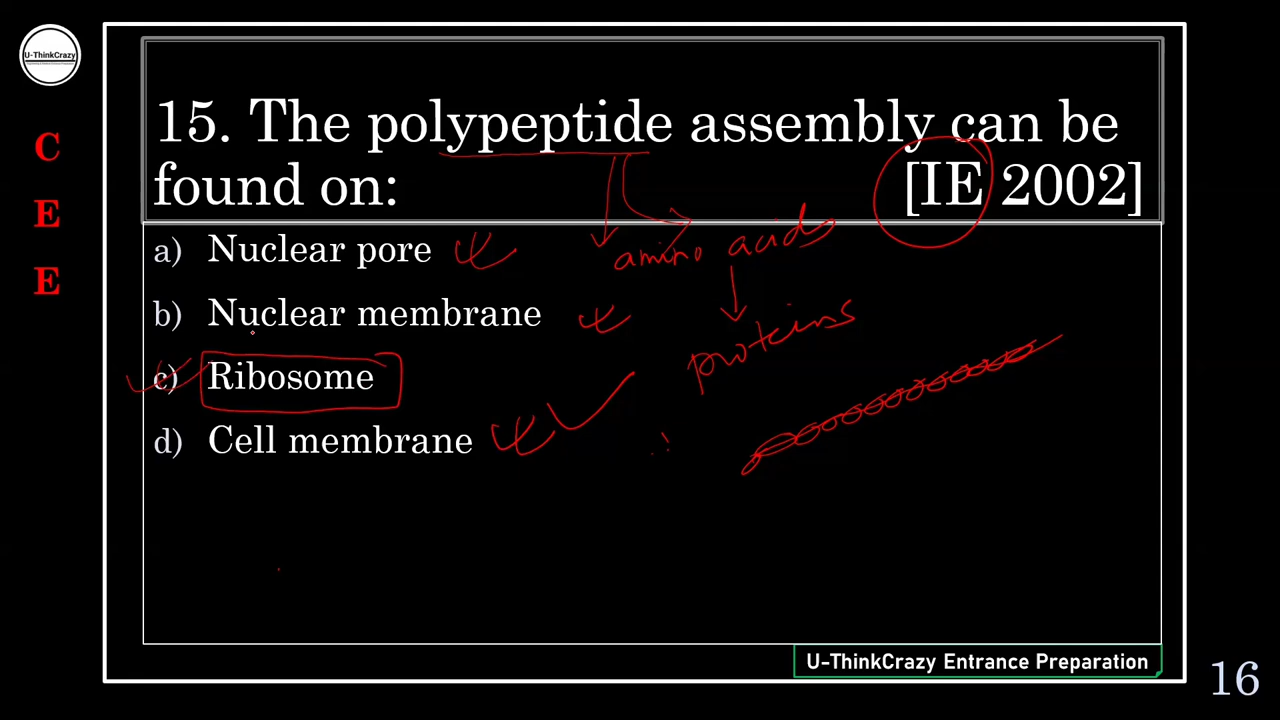 U-ThinkCrazy
C
E
E
15. The polypeptide assembly can be
found on: [IE 2002]
a) Nuclear pore
amino acids
b) Nuclear membrane
proteins
c) Ribosome
d) Cell membrane
U-ThinkCrazy Entrance Preparation
16